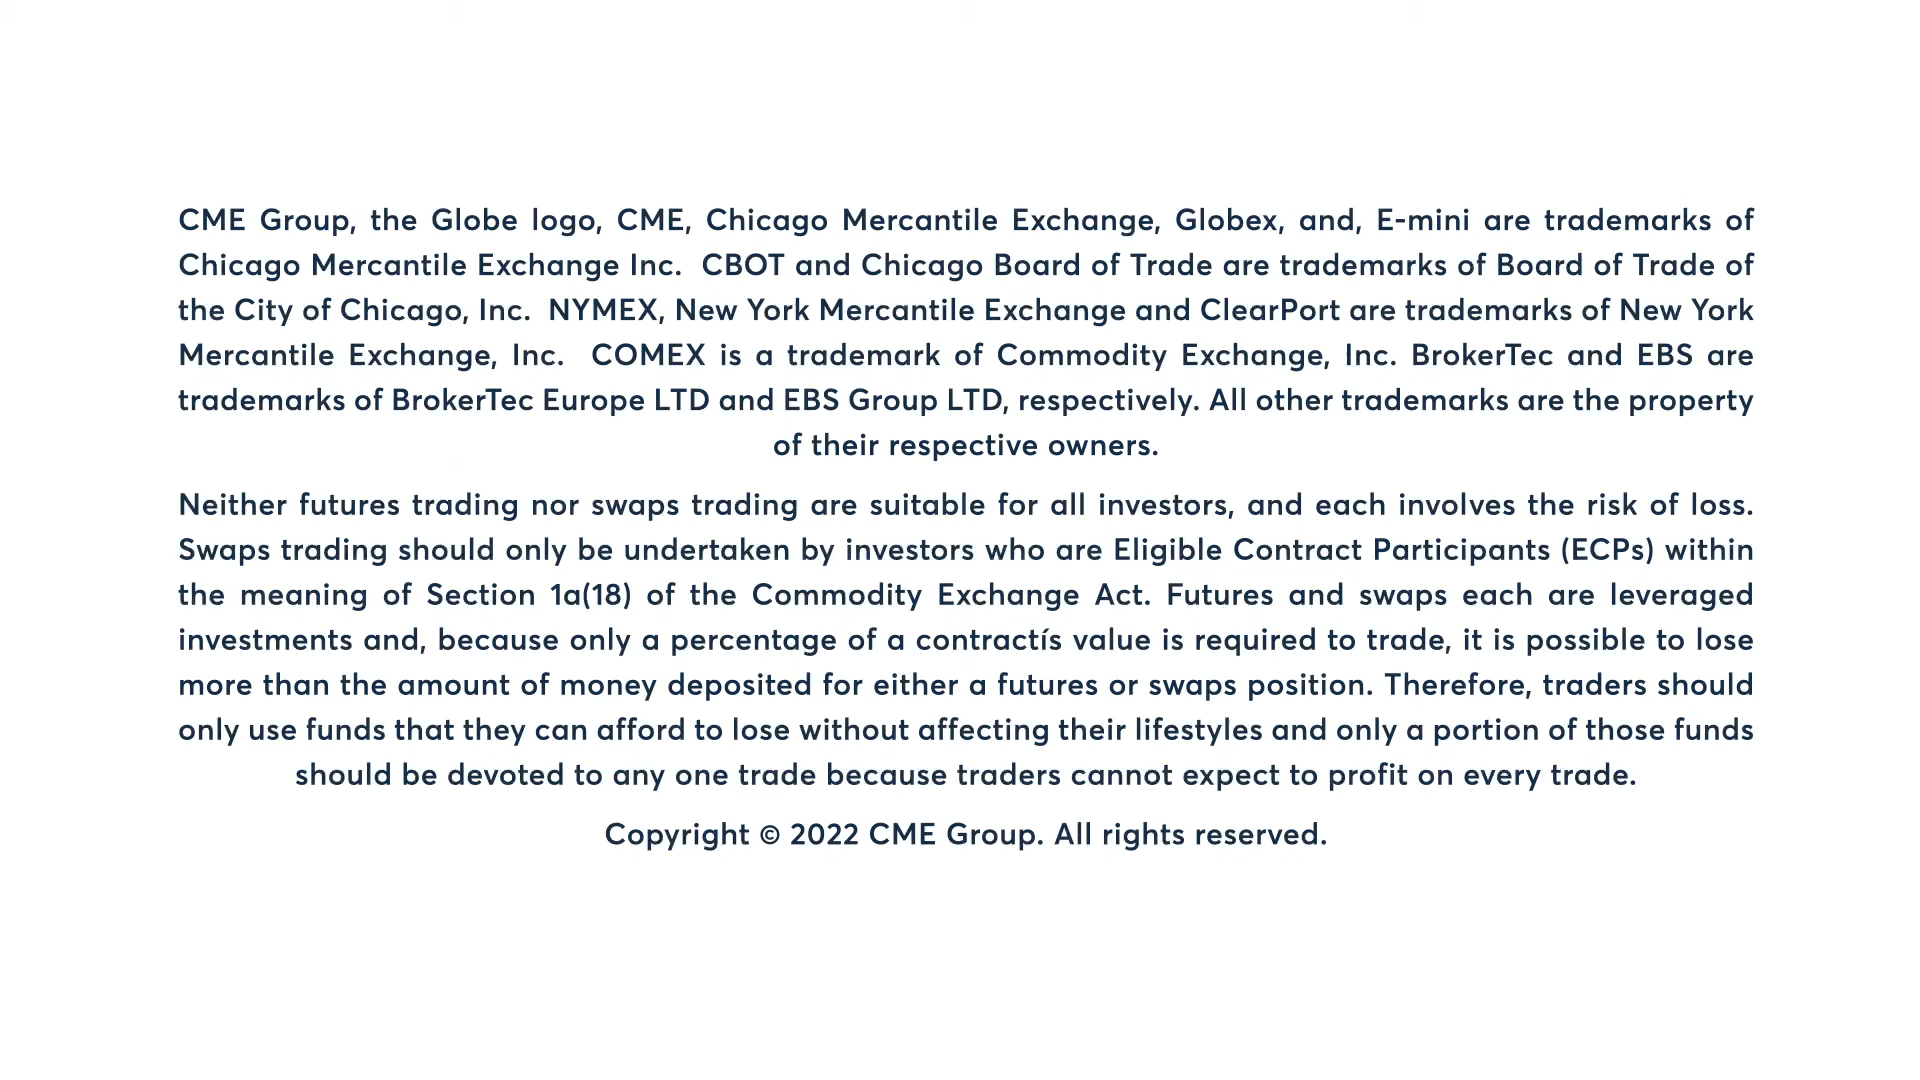 CME Group, the Globe logo, CME, Chicago Mercantile Exchange, Globex, and, E-mini are trademarks of
Chicago Mercantile Exchange Inc.  CBOT and Chicago Board of Trade are trademarks of Board of Trade of
the City of Chicago, Inc.  NYMEX, New York Mercantile Exchange and ClearPort are trademarks of New York
Mercantile Exchange, Inc.  COMEX is a trademark of Commodity Exchange, Inc. BrokerTec and EBS are
trademarks of BrokerTec Europe LTD and EBS Group LTD, respectively. All other trademarks are the property
of their respective owners.
Neither futures trading nor swaps trading are suitable for all investors, and each involves the risk of loss.
Swaps trading should only be undertaken by investors who are Eligible Contract Participants (ECPs) within
the meaning of Section 1a(18) of the Commodity Exchange Act. Futures and swaps each are leveraged
investments and, because only a percentage of a contractís value is required to trade, it is possible to lose
more than the amount of money deposited for either a futures or swaps position. Therefore, traders should
only use funds that they can afford to lose without affecting their lifestyles and only a portion of those funds
should be devoted to any one trade because traders cannot expect to profit on every trade.
Copyright © 2022 CME Group. All rights reserved.